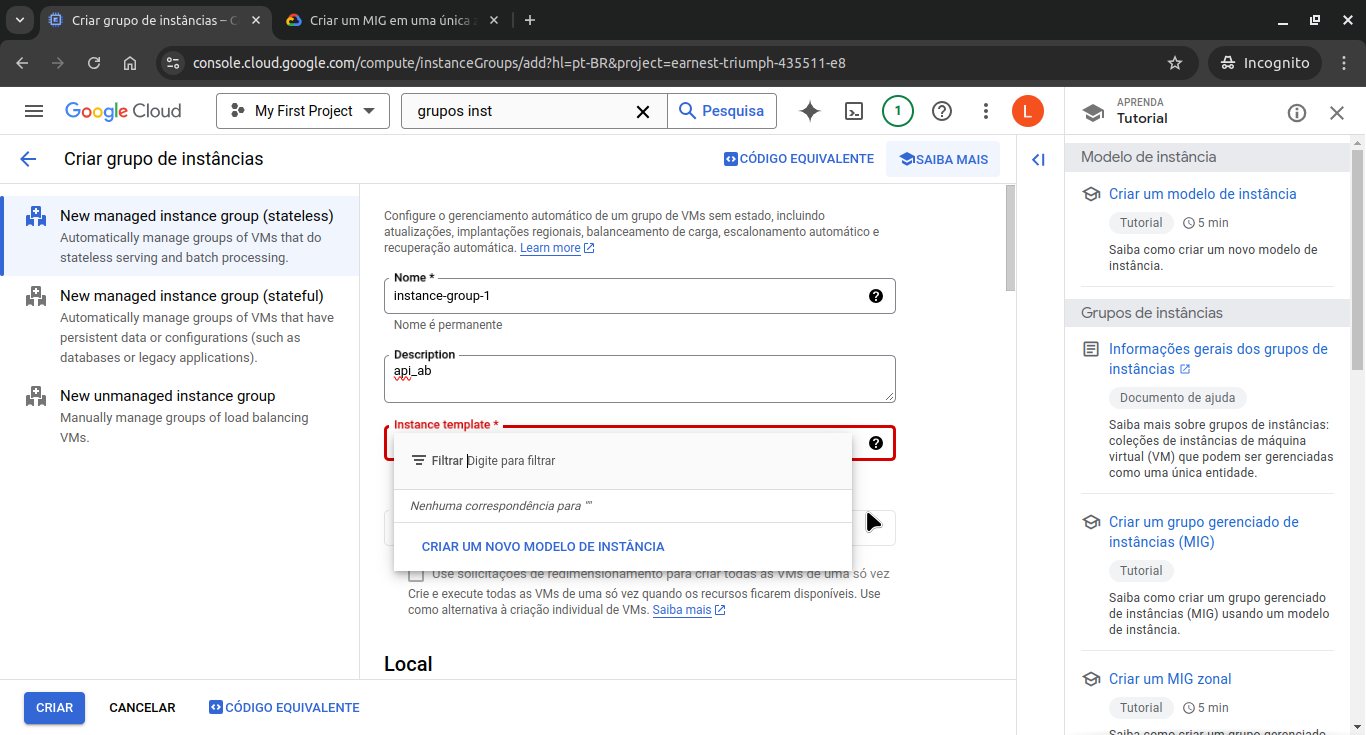 Criar grupo de instâncias – C
Criar um MIG em uma única
console.cloud.google.com/compute/instanceGroups/add?hl=pt-BR&project=earnest-triumph-435511-e8
Incognito
Google Cloud
My First Project
grupos inst
Pesquisa
1
L
APRENDA
Tutorial
Criar grupo de instâncias
CÓDIGO EQUIVALENTE
SAIBA MAIS
New managed instance group (stateless)
Automatically manage groups of VMs that do
stateless serving and batch processing.
New managed instance group (stateful)
Automatically manage groups of VMs that have
persistent data or configurations (such as
databases or legacy applications).
New unmanaged instance group
Manually manage groups of load balancing
VMs.
Configure o gerenciamento automático de um grupo de VMs sem estado, incluindo
atualizações, implantações regionais, balanceamento de carga, escalonamento automático e
recuperação automática. Learn more
Nome *
instance-group-1
Nome é permanente
Description
api_ab
Instance template *
Filtrar Digite para filtrar
Nenhuma correspondência para ""
CRIAR UM NOVO MODELO DE INSTÂNCIA
Use solicitações de redimensionamento para criar todas as VMs de uma só vez
Crie e execute todas as VMs de uma só vez quando os recursos ficarem disponíveis. Use
como alternativa à criação individual de VMs. Saiba mais
Local
CRIAR
CANCELAR
CÓDIGO EQUIVALENTE
Modelo de instância
Criar um modelo de instância
Tutorial
5 min
Saiba como criar um novo modelo de
instância.
Grupos de instâncias
Informações gerais dos grupos de
instâncias
Documento de ajuda
Saiba mais sobre grupos de instâncias:
coleções de instâncias de máquina
virtual (VM) que podem ser gerenciadas
como uma única entidade.
Criar um grupo gerenciado de
instâncias (MIG)
Tutorial
Saiba como criar um grupo gerenciado
de instâncias (MIG) usando um modelo
de instância.
Criar um MIG zonal
Tutorial
5 min
Saiba como criar um grupo gerenciado